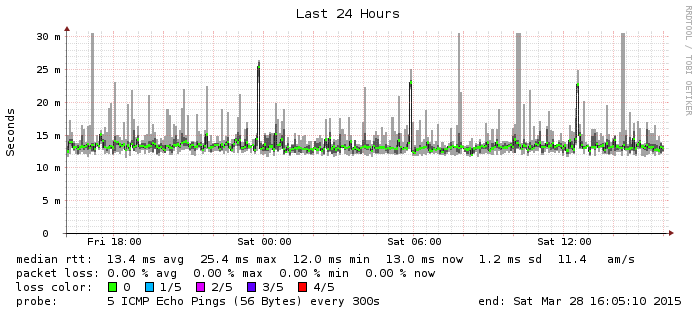 Last 24 Hours
RRDTOOL / TOBI OETIKER
Seconds
30 m
25 m
20 m
15 m
10 m
5 m
0
Fri 18:00 Sat 00:00 Sat 06:00 Sat 12:00
median rtt: 13.4 ms avg 25.4 ms max 12.0 ms min 13.0 ms now 1.2 ms sd 11.4 am/s
packet loss: 0.00 % avg 0.00 % max 0.00 % min 0.00 % now
loss color: 0 1/5 2/5 3/5 4/5
probe: 5 ICMP Echo Pings (56 Bytes) every 300s end: Sat Mar 28 16:05:10 2015